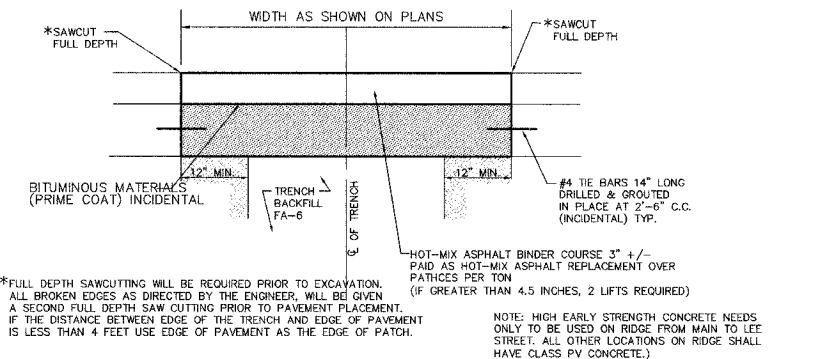 WIDTH AS SHOWN ON PLANS
*SAWCUT
FULL DEPTH
*SAWCUT
FULL DEPTH
12" MIN.
12" MIN.
BITUMINOUS MATERIALS
(PRIME COAT) INCIDENTAL
TRENCH
BACKFILL
FA-6
℄ OF TRENCH
#4 TIE BARS 14" LONG
DRILLED & GROUTED
IN PLACE AT 2'-6" C.C.
(INCIDENTAL) TYP.
HOT-MIX ASPHALT BINDER COURSE 3" +/-
PAID AS HOT-MIX ASPHALT REPLACEMENT OVER
PATHCES PER TON
(IF GREATER THAN 4.5 INCHES, 2 LIFTS REQUIRED)
*FULL DEPTH SAWCUTTING WILL BE REQUIRED PRIOR TO EXCAVATION.
ALL BROKEN EDGES AS DIRECTED BY THE ENGINEER, WILL BE GIVEN
A SECOND FULL DEPTH SAW CUTTING PRIOR TO PAVEMENT PLACEMENT.
IF THE DISTANCE BETWEEN EDGE OF THE TRENCH AND EDGE OF PAVEMENT
IS LESS THAN 4 FEET USE EDGE OF PAVEMENT AS THE EDGE OF PATCH.
NOTE: HIGH EARLY STRENGTH CONCRETE NEEDS
ONLY TO BE USED ON RIDGE FROM MAIN TO LEE
STREET. ALL OTHER LOCATIONS ON RIDGE SHALL
HAVE CLASS PV CONCRETE.)